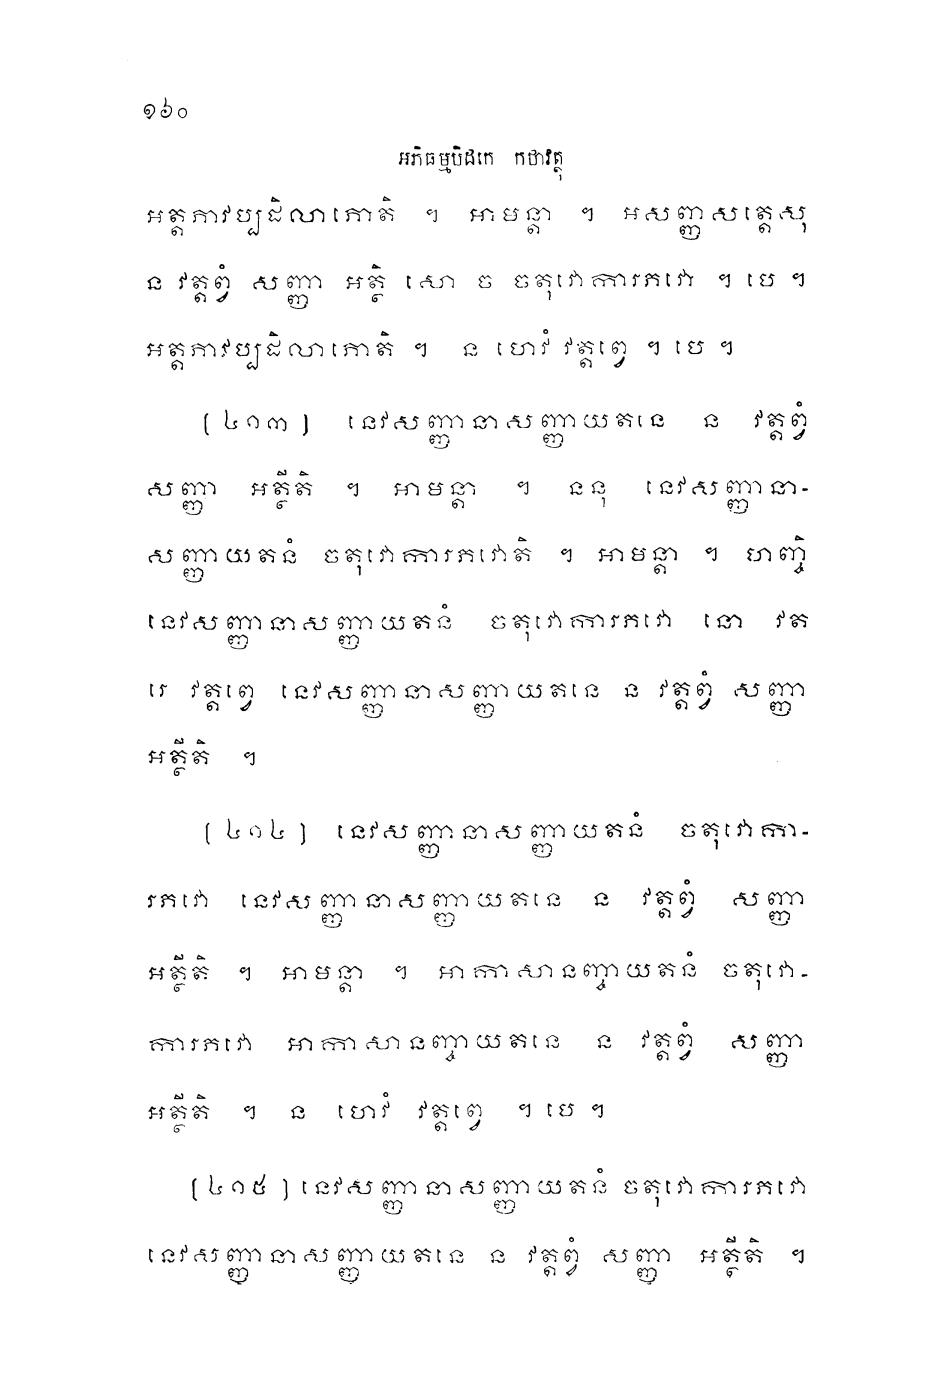 ១៦០
អភិធម្មបិដកេ កថាវត្ថុ
អត្តភាវប្បដិលាភោតិ ។ អាមន្តា ។ អសញ្ញសត្តេសុ
ន វត្តព្វំ សញ្ញា អត្ថិ សោ ច ចតុវោការភវោ ។ បេ ។
អត្តភាវប្បដិលាភោតិ ។ ន ហេវំ វត្តព្វេ ។ បេ ។
(៤១៣) នេវសញ្ញានាសញ្ញាយតនេ ន វត្តព្វំ
សញ្ញា អត្ថីតិ ។ អាមន្តា ។ ននុ នេវសញ្ញានា-
សញ្ញាយតនំ ចតុវោការភវោតិ ។ អាមន្តា ។ ហញ្ចិ
នេវសញ្ញានាសញ្ញាយតនំ ចតុវោការភវោ នោ វត
រេ វត្តព្វេ នេវសញ្ញានាសញ្ញាយតនេ ន វត្តព្វំ សញ្ញា
អត្ថីតិ ។
(៤១៤) នេវសញ្ញានាសញ្ញាយតនំ ចតុវោកា-
រភវោ នេវសញ្ញានាសញ្ញាយតនេ ន វត្តព្វំ សញ្ញា
អត្ថីតិ ។ អាមន្តា ។ អាកាសានញ្ចាយតនំ ចតុវោ-
ការភវោ អាកាសានញ្ចាយតនេ ន វត្តព្វំ សញ្ញា
អត្ថីតិ ។ ន ហេវំ វត្តព្វេ ។ បេ ។
(៤១៥) នេវសញ្ញានាសញ្ញាយតនំ ចតុវោការភវោ
នេវសញ្ញានាសញ្ញាយតនេ ន វត្តព្វំ សញ្ញា អត្ថីតិ ។